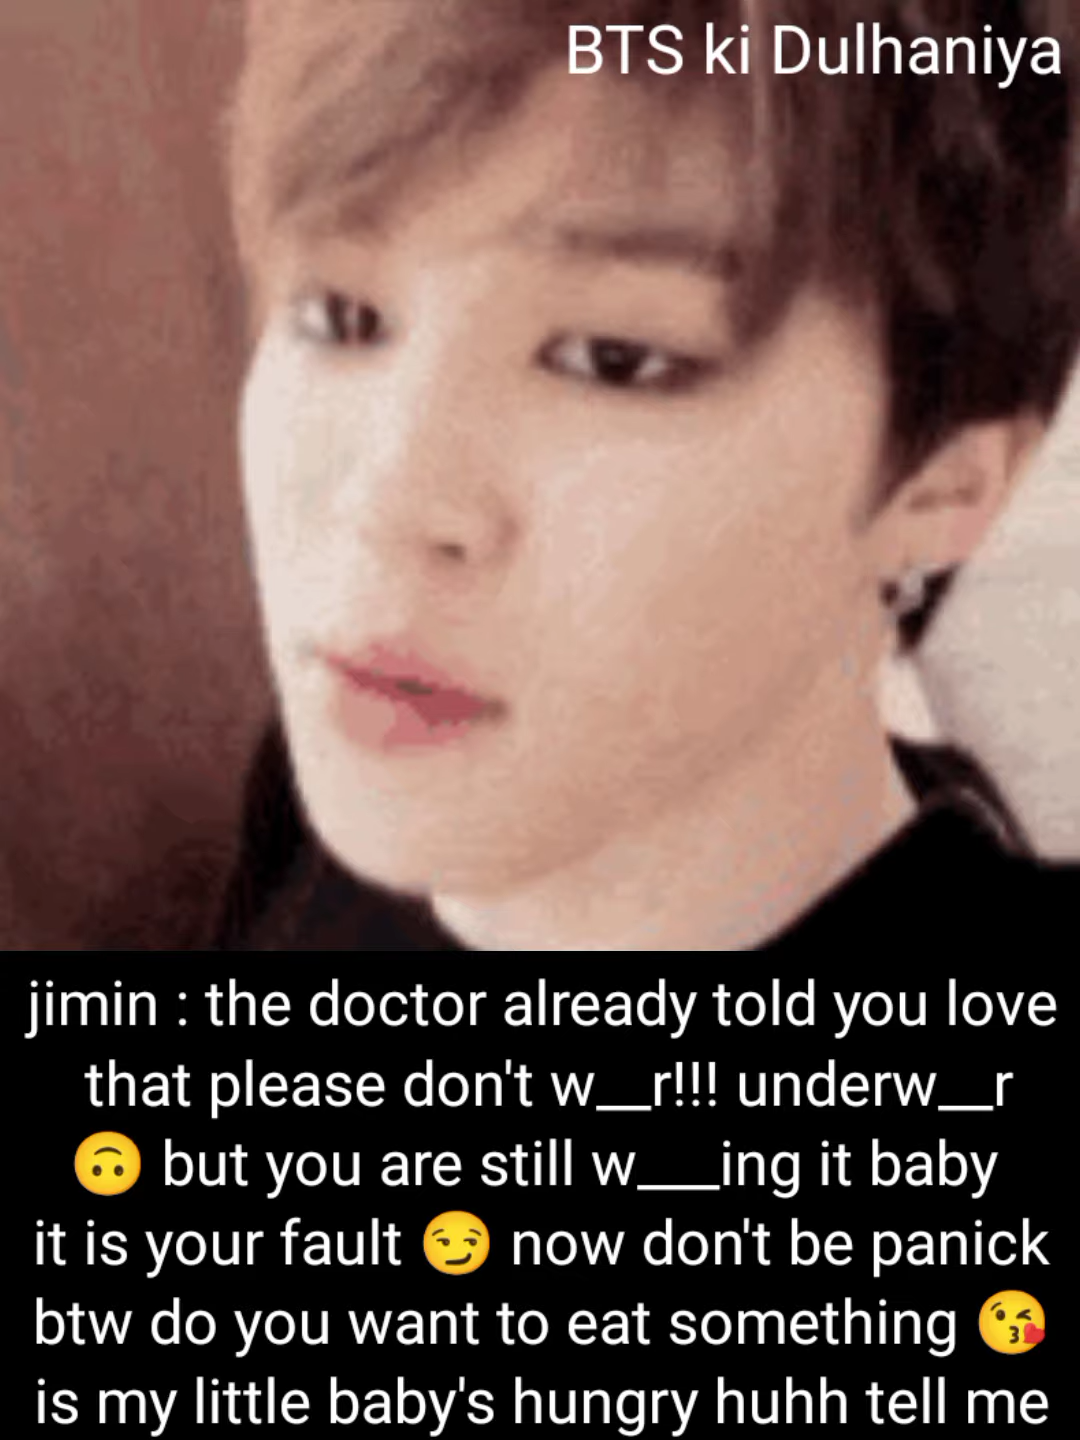 BTS ki Dulhaniya
jimin : the doctor already told you love
that please don't w__r!!! underw__r
🙃 but you are still w___ing it baby
it is your fault 😏 now don't be panick
btw do you want to eat something 😘
is my little baby's hungry huhh tell me